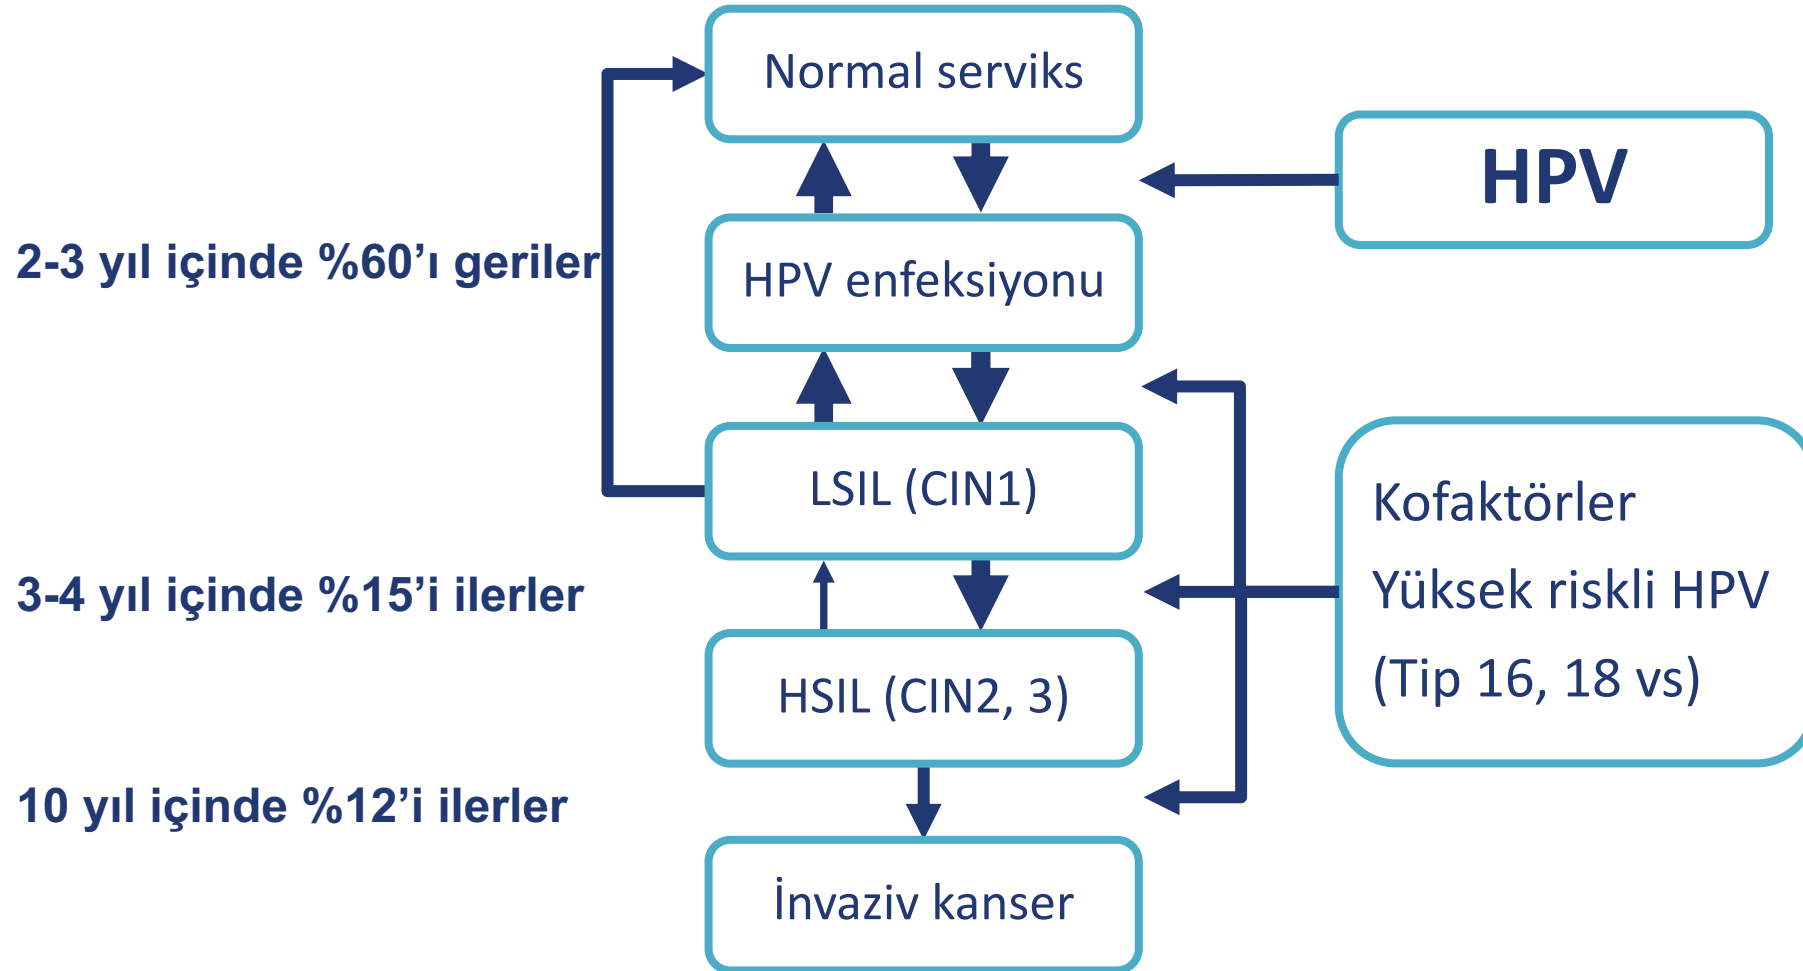 Normal serviks
HPV
2-3 yıl içinde %60’ı geriler
HPV enfeksiyonu
LSIL (CIN1)
Kofaktörler
Yüksek riskli HPV
(Tip 16, 18 vs)
3-4 yıl içinde %15’i ilerler
HSIL (CIN2, 3)
10 yıl içinde %12’i ilerler
İnvaziv kanser